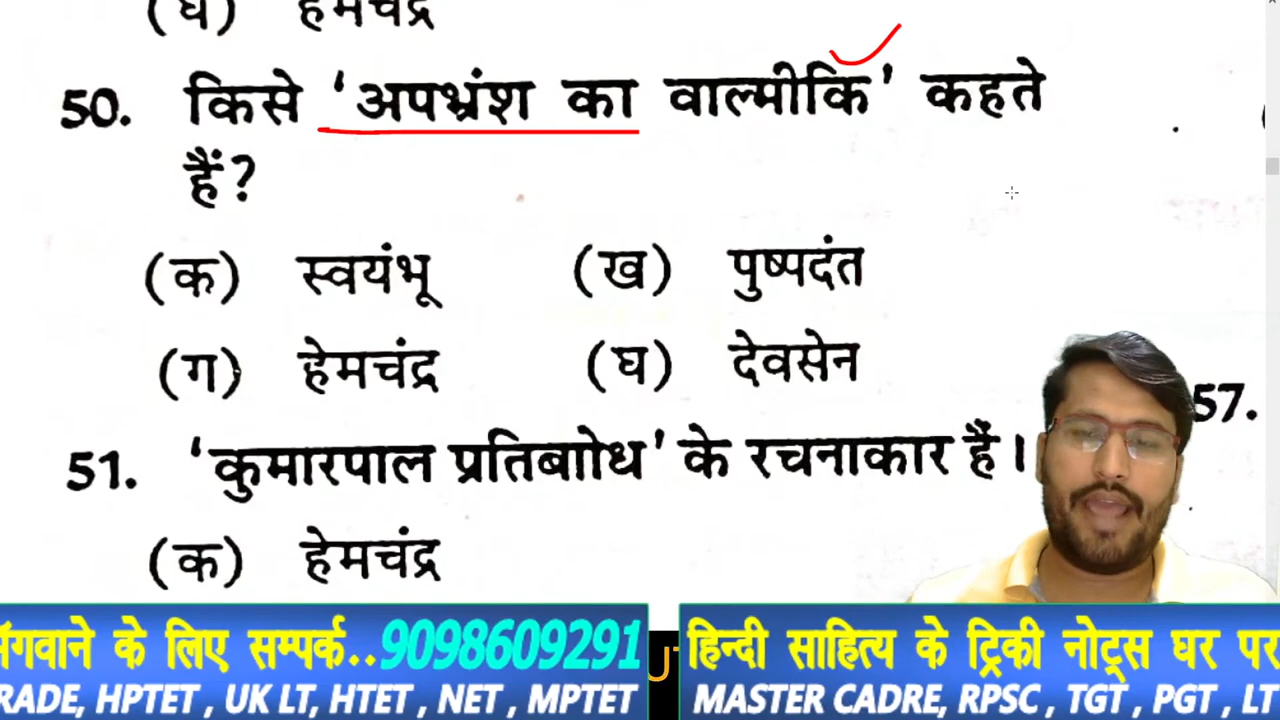 (घ) हेमचंद्र
50. किसे 'अपभ्रंश का वाल्मीकि' कहते
हैं?
(क) स्वयंभू (ख) पुष्पदंत
(ग) हेमचंद्र (घ) देवसेन
57.
51. 'कुमारपाल प्रतिबाोध' के रचनाकार हैं।
(क) हेमचंद्र
के लिए सम्पर्क..9098609291
RADE, HPTET , UK LT, HTET , NET , MPTET
हिन्दी साहित्य के ट्रिकी नोट्स घर पर
MASTER CADRE, RPSC , TGT , PGT , LT